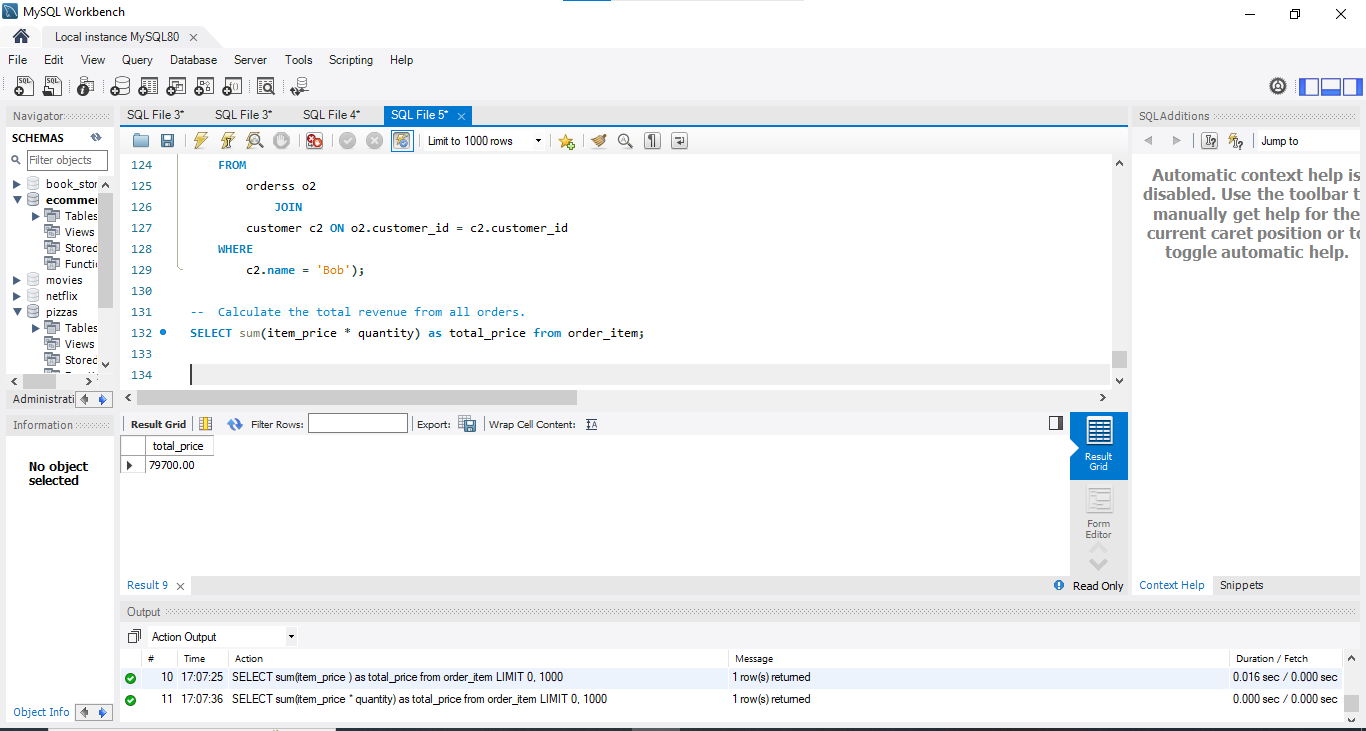 MySQL Workbench
Local instance MySQL80
File Edit View Query Database Server Tools Scripting Help
Navigator
SCHEMAS
Filter objects
book_stor
ecommer
Tables
Views
Stored
Functio
movies
netflix
pizzas
Tables
Views
Stored
Administrati
Information
No object
selected
Object Info
SQL File 3* SQL File 3* SQL File 4* SQL File 5*
Limit to 1000 rows
124 FROM
125 orderss o2
126 JOIN
127 customer c2 ON o2.customer_id = c2.customer_id
128 WHERE
129 c2.name = 'Bob');
130
131 -- Calculate the total revenue from all orders.
132 SELECT sum(item_price * quantity) as total_price from order_item;
133
134
Result Grid Filter Rows: Export: Wrap Cell Content:
total_price
79700.00
Result
Grid
Form
Editor
Result 9
Read Only
SQLAdditions
Jump to
Automatic context help is
disabled. Use the toolbar t
manually get help for the
current caret position or to
toggle automatic help.
Context Help Snippets
Output
Action Output
# Time Action Message Duration / Fetch
10 17:07:25 SELECT sum(item_price ) as total_price from order_item LIMIT 0, 1000 1 row(s) returned 0.016 sec / 0.000 sec
11 17:07:36 SELECT sum(item_price * quantity) as total_price from order_item LIMIT 0, 1000 1 row(s) returned 0.000 sec / 0.000 sec